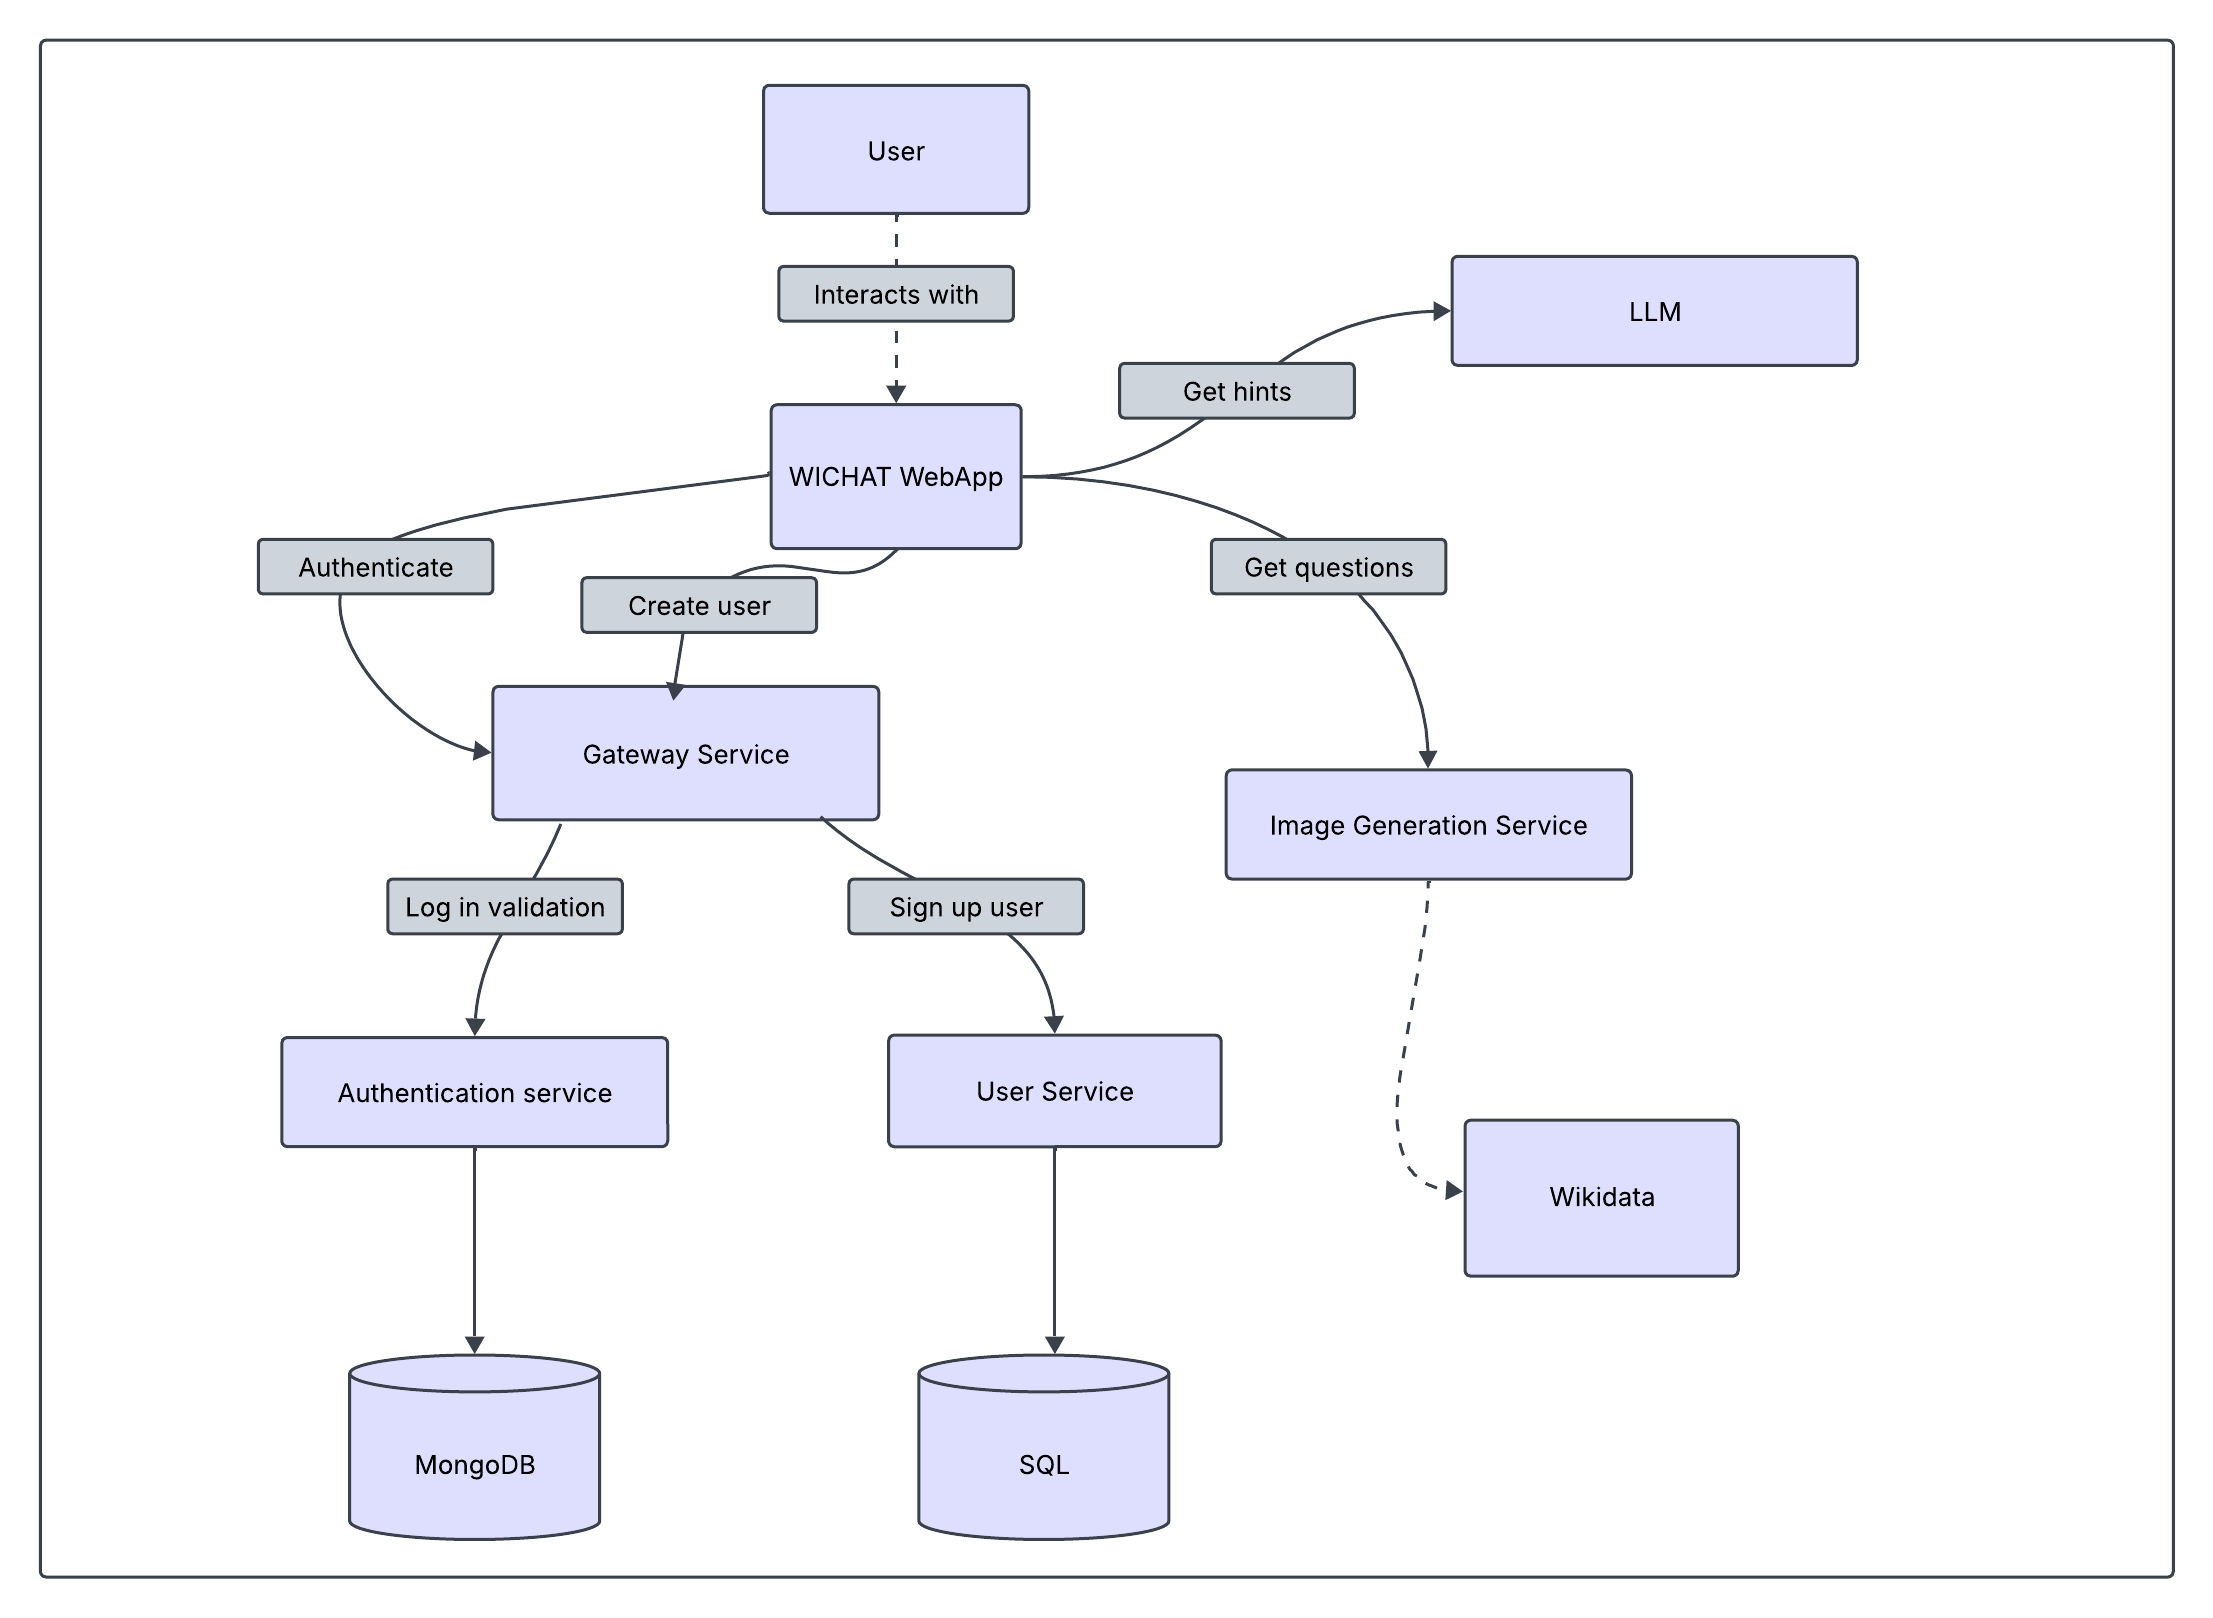 User
Interacts with
LLM
Get hints
WICHAT WebApp
Authenticate
Create user
Get questions
Gateway Service
Image Generation Service
Log in validation
Sign up user
Authentication service
User Service
Wikidata
MongoDB
SQL